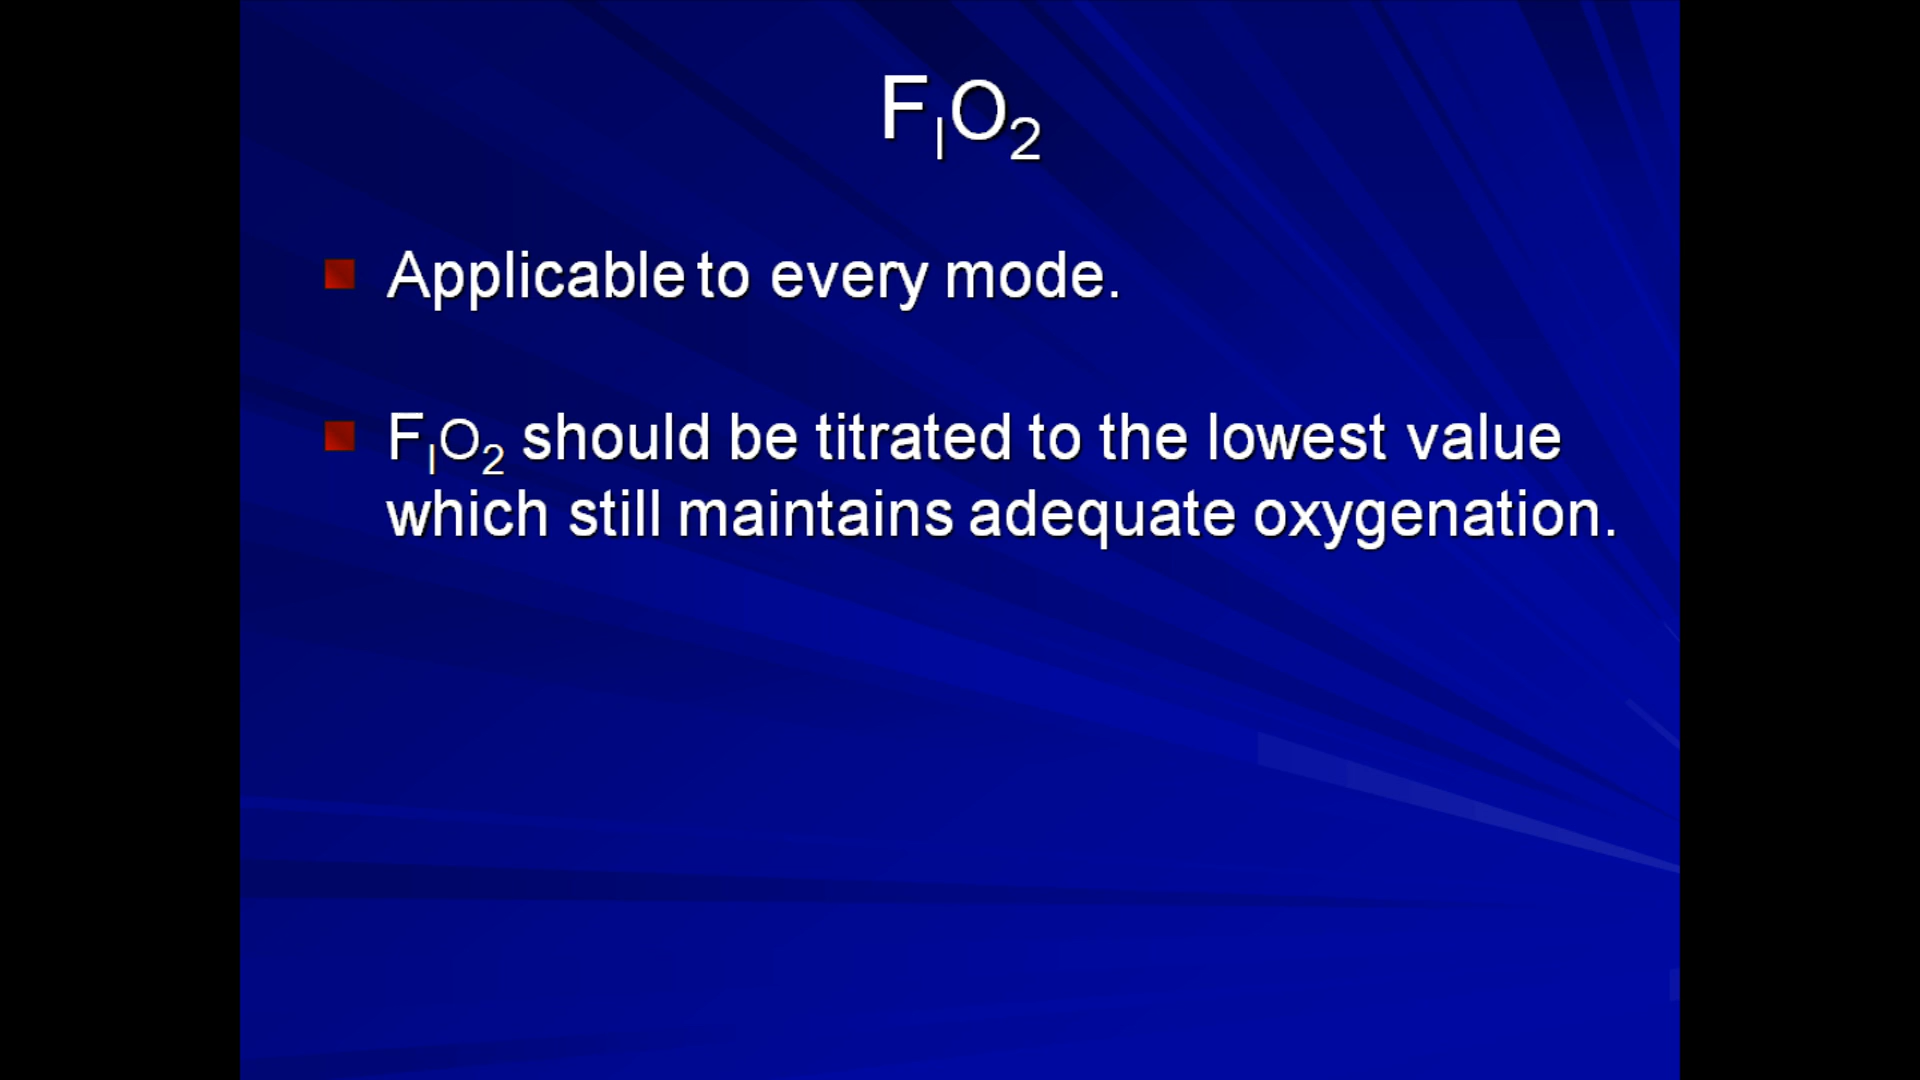 FIO2
Applicable to every mode.
FIO2 should be titrated to the lowest value
which still maintains adequate oxygenation.